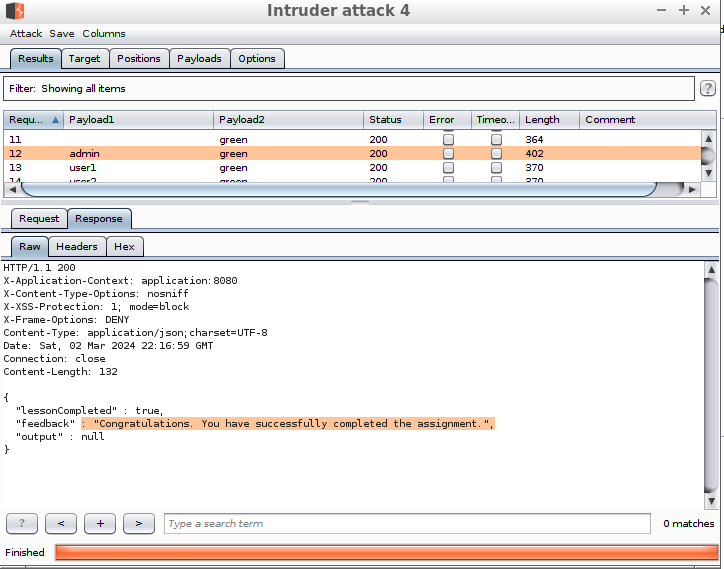 Intruder attack 4
Attack Save Columns
Results Target Positions Payloads Options
Filter: Showing all items ?
Requ... Payload1 Payload2 Status Error Timeo... Length Comment
11 green 200 364
12 admin green 200 402
13 user1 green 200 370
14 user2 green 200 370
Request Response
Raw Headers Hex
HTTP/1.1 200
X-Application-Context: application:8080
X-Content-Type-Options: nosniff
X-XSS-Protection: 1; mode=block
X-Frame-Options: DENY
Content-Type: application/json;charset=UTF-8
Date: Sat, 02 Mar 2024 22:16:59 GMT
Connection: close
Content-Length: 132
{
"lessonCompleted" : true,
"feedback" : "Congratulations. You have successfully completed the assignment.",
"output" : null
}
? < + > Type a search term 0 matches
Finished